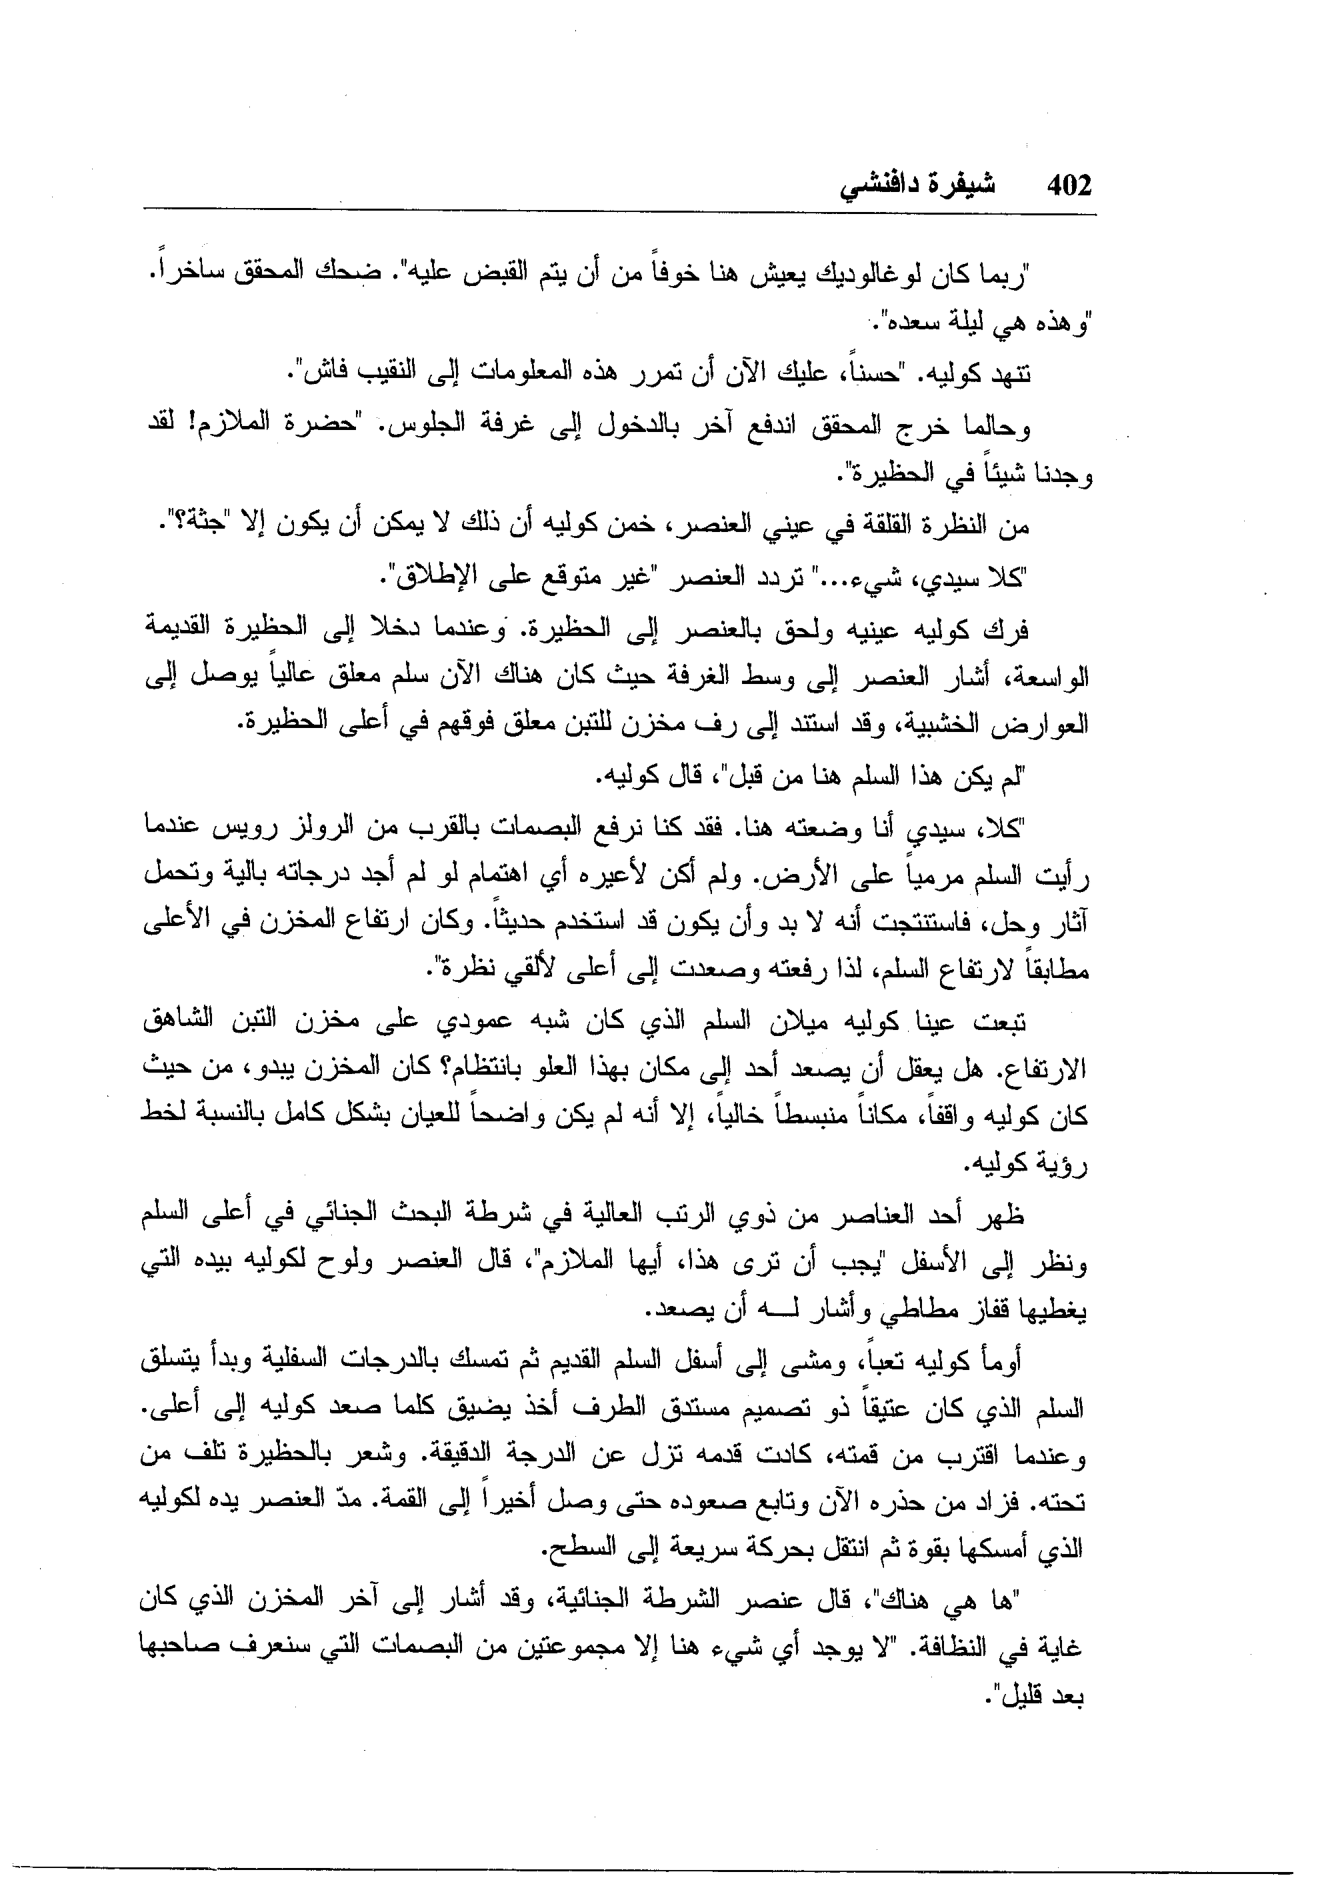 402 شيفرة دافنشي
"ربما كان لوغالوديك يعيش هنا خوفاً من أن يتم القبض عليه". ضحك المحقق ساخراً.
"وهذه هي ليلة سعده".
تنهد كوليه. "حسناً، عليك الآن أن تمرر هذه المعلومات إلى النقيب فاش".
وحالما خرج المحقق اندفع آخر بالدخول إلى غرفة الجلوس. "حضرة الملازم! لقد
وجدنا شيئاً في الحظيرة".
من النظرة القلقة في عيني العنصر، خمن كوليه أن ذلك لا يمكن أن يكون إلا "جثة؟".
"كلا سيدي، شيء..." تردد العنصر "غير متوقع على الإطلاق".
فرك كوليه عينيه ولحق بالعنصر إلى الحظيرة. وعندما دخلا إلى الحظيرة القديمة
الواسعة، أشار العنصر إلى وسط الغرفة حيث كان هناك الآن سلم معلق عالياً يوصل إلى
العوارض الخشبية، وقد استند إلى رف مخزن للتبن معلق فوقهم في أعلى الحظيرة.
"لم يكن هذا السلم هنا من قبل"، قال كوليه.
"كلا، سيدي أنا وضعته هنا. فقد كنا نرفع البصمات بالقرب من الرولز رويس عندما
رأيت السلم مرمياً على الأرض. ولم أكن لأعيره أي اهتمام لو لم أجد درجاته بالية وتحمل
آثار وحل، فاستنتجت أنه لا بد وأن يكون قد استخدم حديثاً. وكان ارتفاع المخزن في الأعلى
مطابقاً لارتفاع السلم، لذا رفعته وصعدت إلى أعلى لألقي نظرة".
تبعت عينا كوليه ميلان السلم الذي كان شبه عمودي على مخزن التبن الشاهق
الارتفاع. هل يعقل أن يصعد أحد إلى مكان بهذا العلو بانتظام؟ كان المخزن يبدو، من حيث
كان كوليه واقفاً، مكاناً منبسطاً خالياً، إلا أنه لم يكن واضحاً للعيان بشكل كامل بالنسبة لخط
رؤية كوليه.
ظهر أحد العناصر من ذوي الرتب العالية في شرطة البحث الجنائي في أعلى السلم
ونظر إلى الأسفل "يجب أن ترى هذا، أيها الملازم"، قال العنصر ولوح لكوليه بيده التي
يغطيها قفاز مطاطي وأشار لـه أن يصعد.
أومأ كوليه تعباً، ومشى إلى أسفل السلم القديم ثم تمسك بالدرجات السفلية وبدأ يتسلق
السلم الذي كان عتيقاً ذو تصميم مستدق الطرف أخذ يضيق كلما صعد كوليه إلى أعلى.
وعندما اقترب من قمته، كادت قدمه تزل عن الدرجة الدقيقة. وشعر بالحظيرة تلف من
تحته. فزاد من حذره الآن وتابع صعوده حتى وصل أخيراً إلى القمة. مدّ العنصر يده لكوليه
الذي أمسكها بقوة ثم انتقل بحركة سريعة إلى السطح.
"ها هي هناك"، قال عنصر الشرطة الجنائية، وقد أشار إلى آخر المخزن الذي كان
غاية في النظافة. "لا يوجد أي شيء هنا إلا مجموعتين من البصمات التي سنعرف صاحبها
بعد قليل".